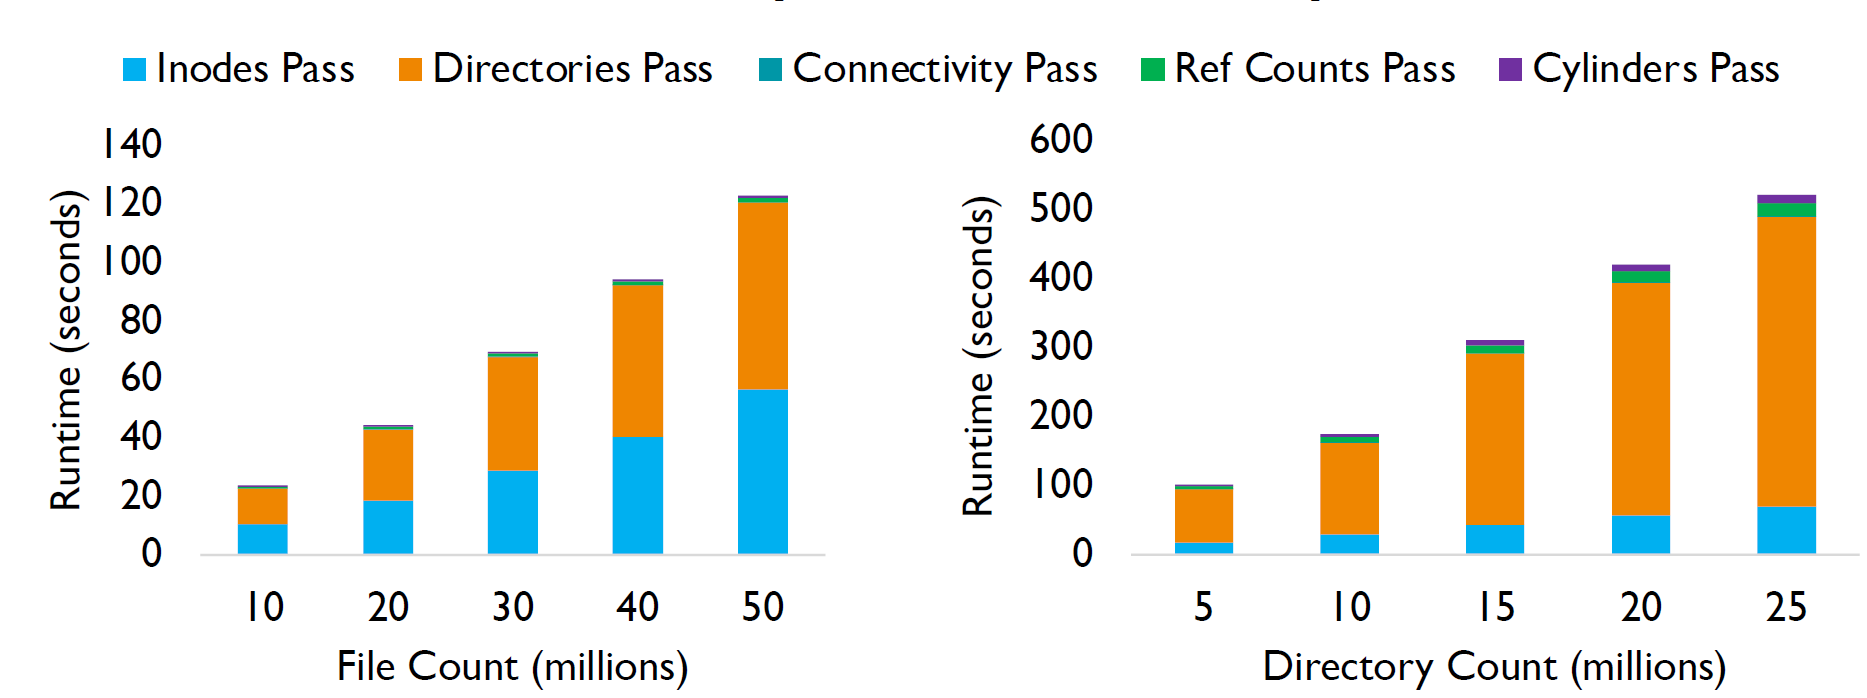 Inodes Pass Directories Pass Connectivity Pass Ref Counts Pass Cylinders Pass
140
120
100
80
60
40
20
0
Runtime (seconds)
10 20 30 40 50
File Count (millions)
600
500
400
300
200
100
0
Runtime (seconds)
5 10 15 20 25
Directory Count (millions)